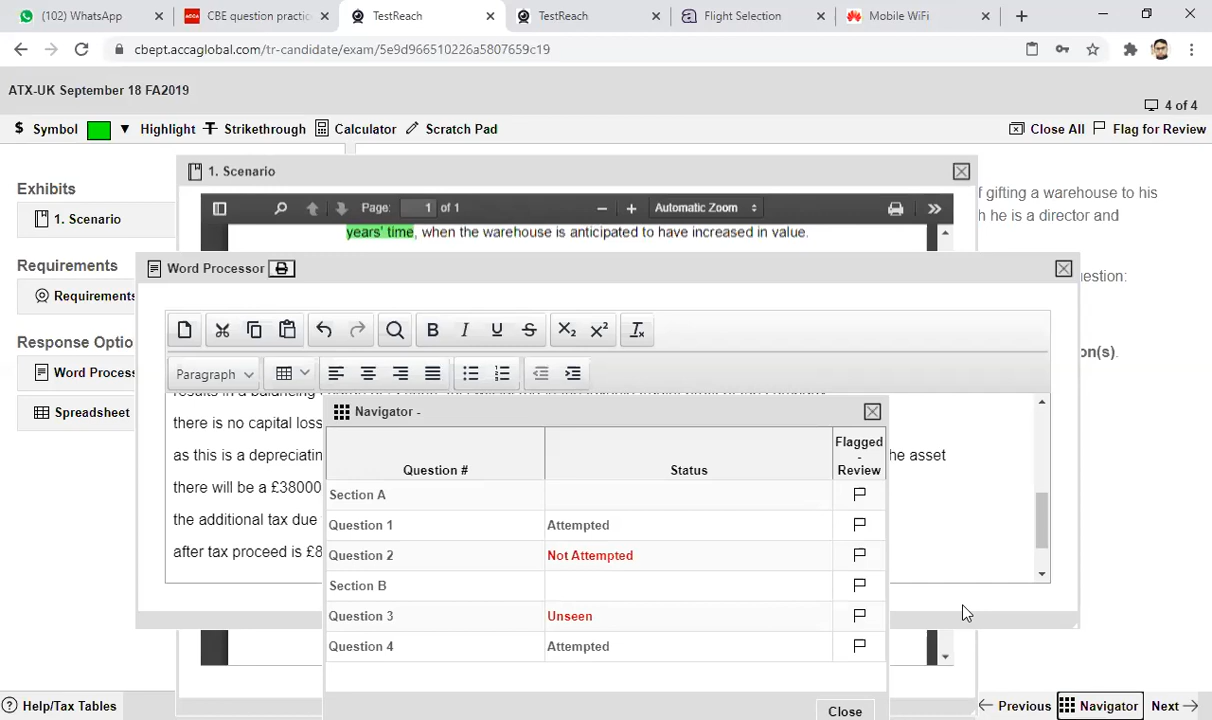 (102) WhatsApp
CBE question practic
TestReach
TestReach
Flight Selection
Mobile WiFi
cbept.accaglobal.com/tr-candidate/exam/5e9d966510226a5807659c19
ATX-UK September 18 FA2019
4 of 4
$ Symbol
Highlight
Strikethrough
Calculator
Scratch Pad
Close All
Flag for Review
Exhibits
1. Scenario
Requirements
Requirements
Response Optio
Word Process
Spreadsheet
1. Scenario
Page: 1 of 1
Automatic Zoom
years' time, when the warehouse is anticipated to have increased in value.
f gifting a warehouse to his
h he is a director and
estion:
on(s).
Word Processor
B I U S X₂ X² Ix
Paragraph
there is no capital loss
as this is a depreciatin
he asset
there will be a £38000
the additional tax due
after tax proceed is £8
Navigator -
Question #
Status
Flagged
-
Review
Section A
Question 1 Attempted
Question 2 Not Attempted
Section B
Question 3 Unseen
Question 4 Attempted
Close
Help/Tax Tables
Previous
Navigator
Next